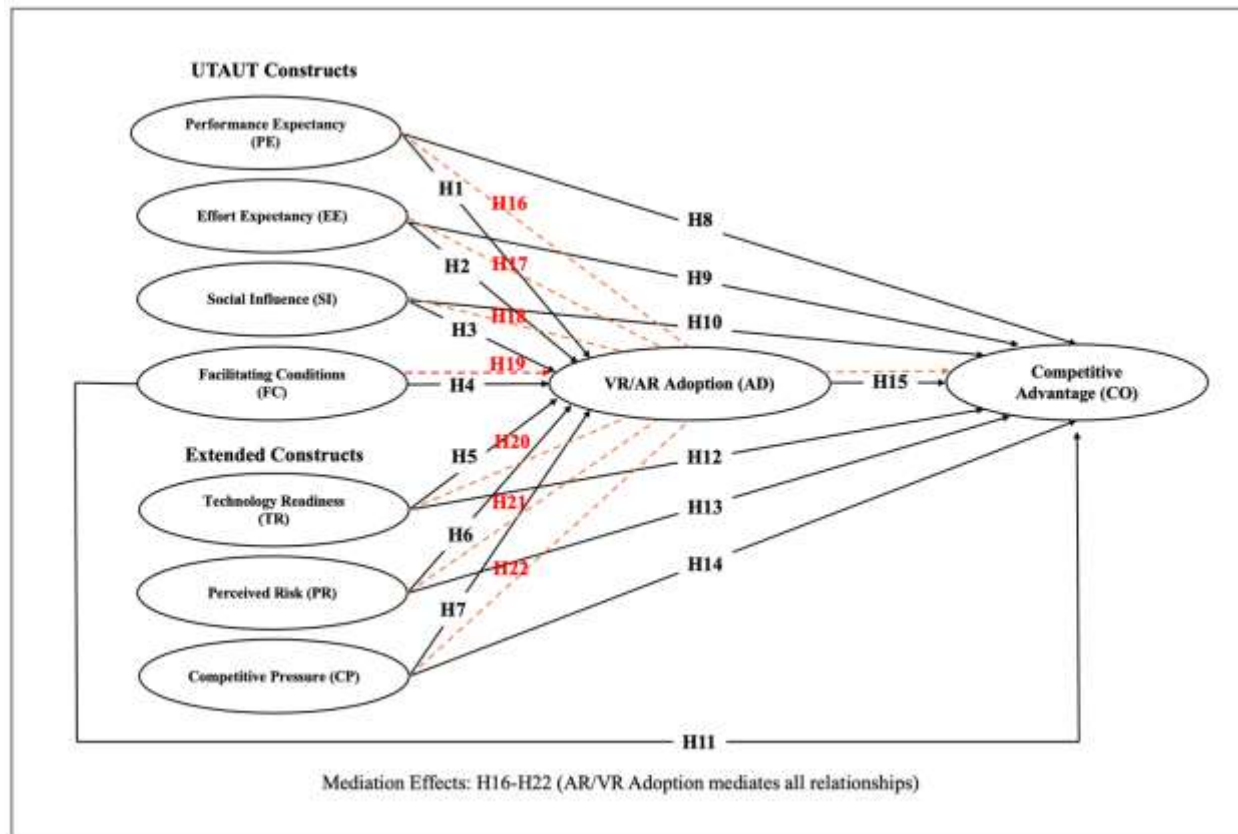 UTAUT Constructs
Performance Expectancy
(PE)
H1
H16
H8
Effort Expectancy (EE)
H2
H17
H9
Social Influence (SI)
H3
H18
H10
Facilitating Conditions
(FC)
H19
H4
VR/AR Adoption (AD)
H15
Competitive
Advantage (CO)
Extended Constructs
H5
H20
H12
Technology Readiness
(TR)
H6
H21
H13
Perceived Risk (PR)
H7
H22
H14
Competitive Pressure (CP)
H11
Mediation Effects: H16-H22 (AR/VR Adoption mediates all relationships)